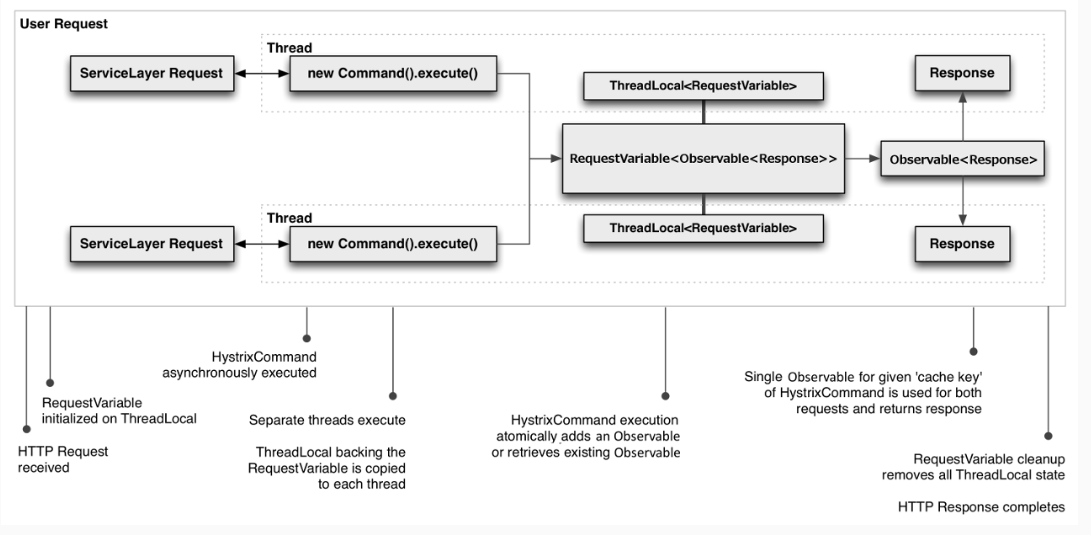 User Request
Thread
ServiceLayer Request
new Command().execute()
ThreadLocal<RequestVariable>
Response
RequestVariable<Observable<Response>>
Observable<Response>
Thread
ServiceLayer Request
new Command().execute()
ThreadLocal<RequestVariable>
Response
HTTP Request
received
RequestVariable
initialized on ThreadLocal
HystrixCommand
asynchronously executed
Separate threads execute
ThreadLocal backing the
RequestVariable is copied
to each thread
HystrixCommand execution
atomically adds an Observable
or retrieves existing Observable
Single Observable for given 'cache key'
of HystrixCommand is used for both
requests and returns response
RequestVariable cleanup
removes all ThreadLocal state
HTTP Response completes